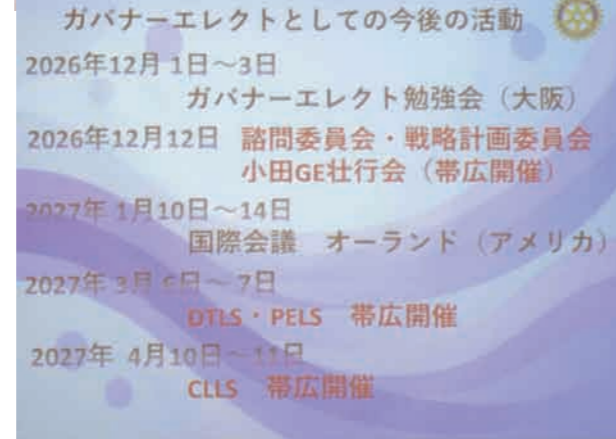 ガバナーエレクトとしての今後の活動
2026年12月 1日～3日
ガバナーエレクト勉強会（大阪）
2026年12月12日 諮問委員会・戦略計画委員会
小田GE壮行会（帯広開催）
2027年 1月10日～14日
国際会議 オーランド（アメリカ）
2027年 3月 6日～ 7日
DTLS・PELS 帯広開催
2027年 4月10日～11日
CLLS 帯広開催